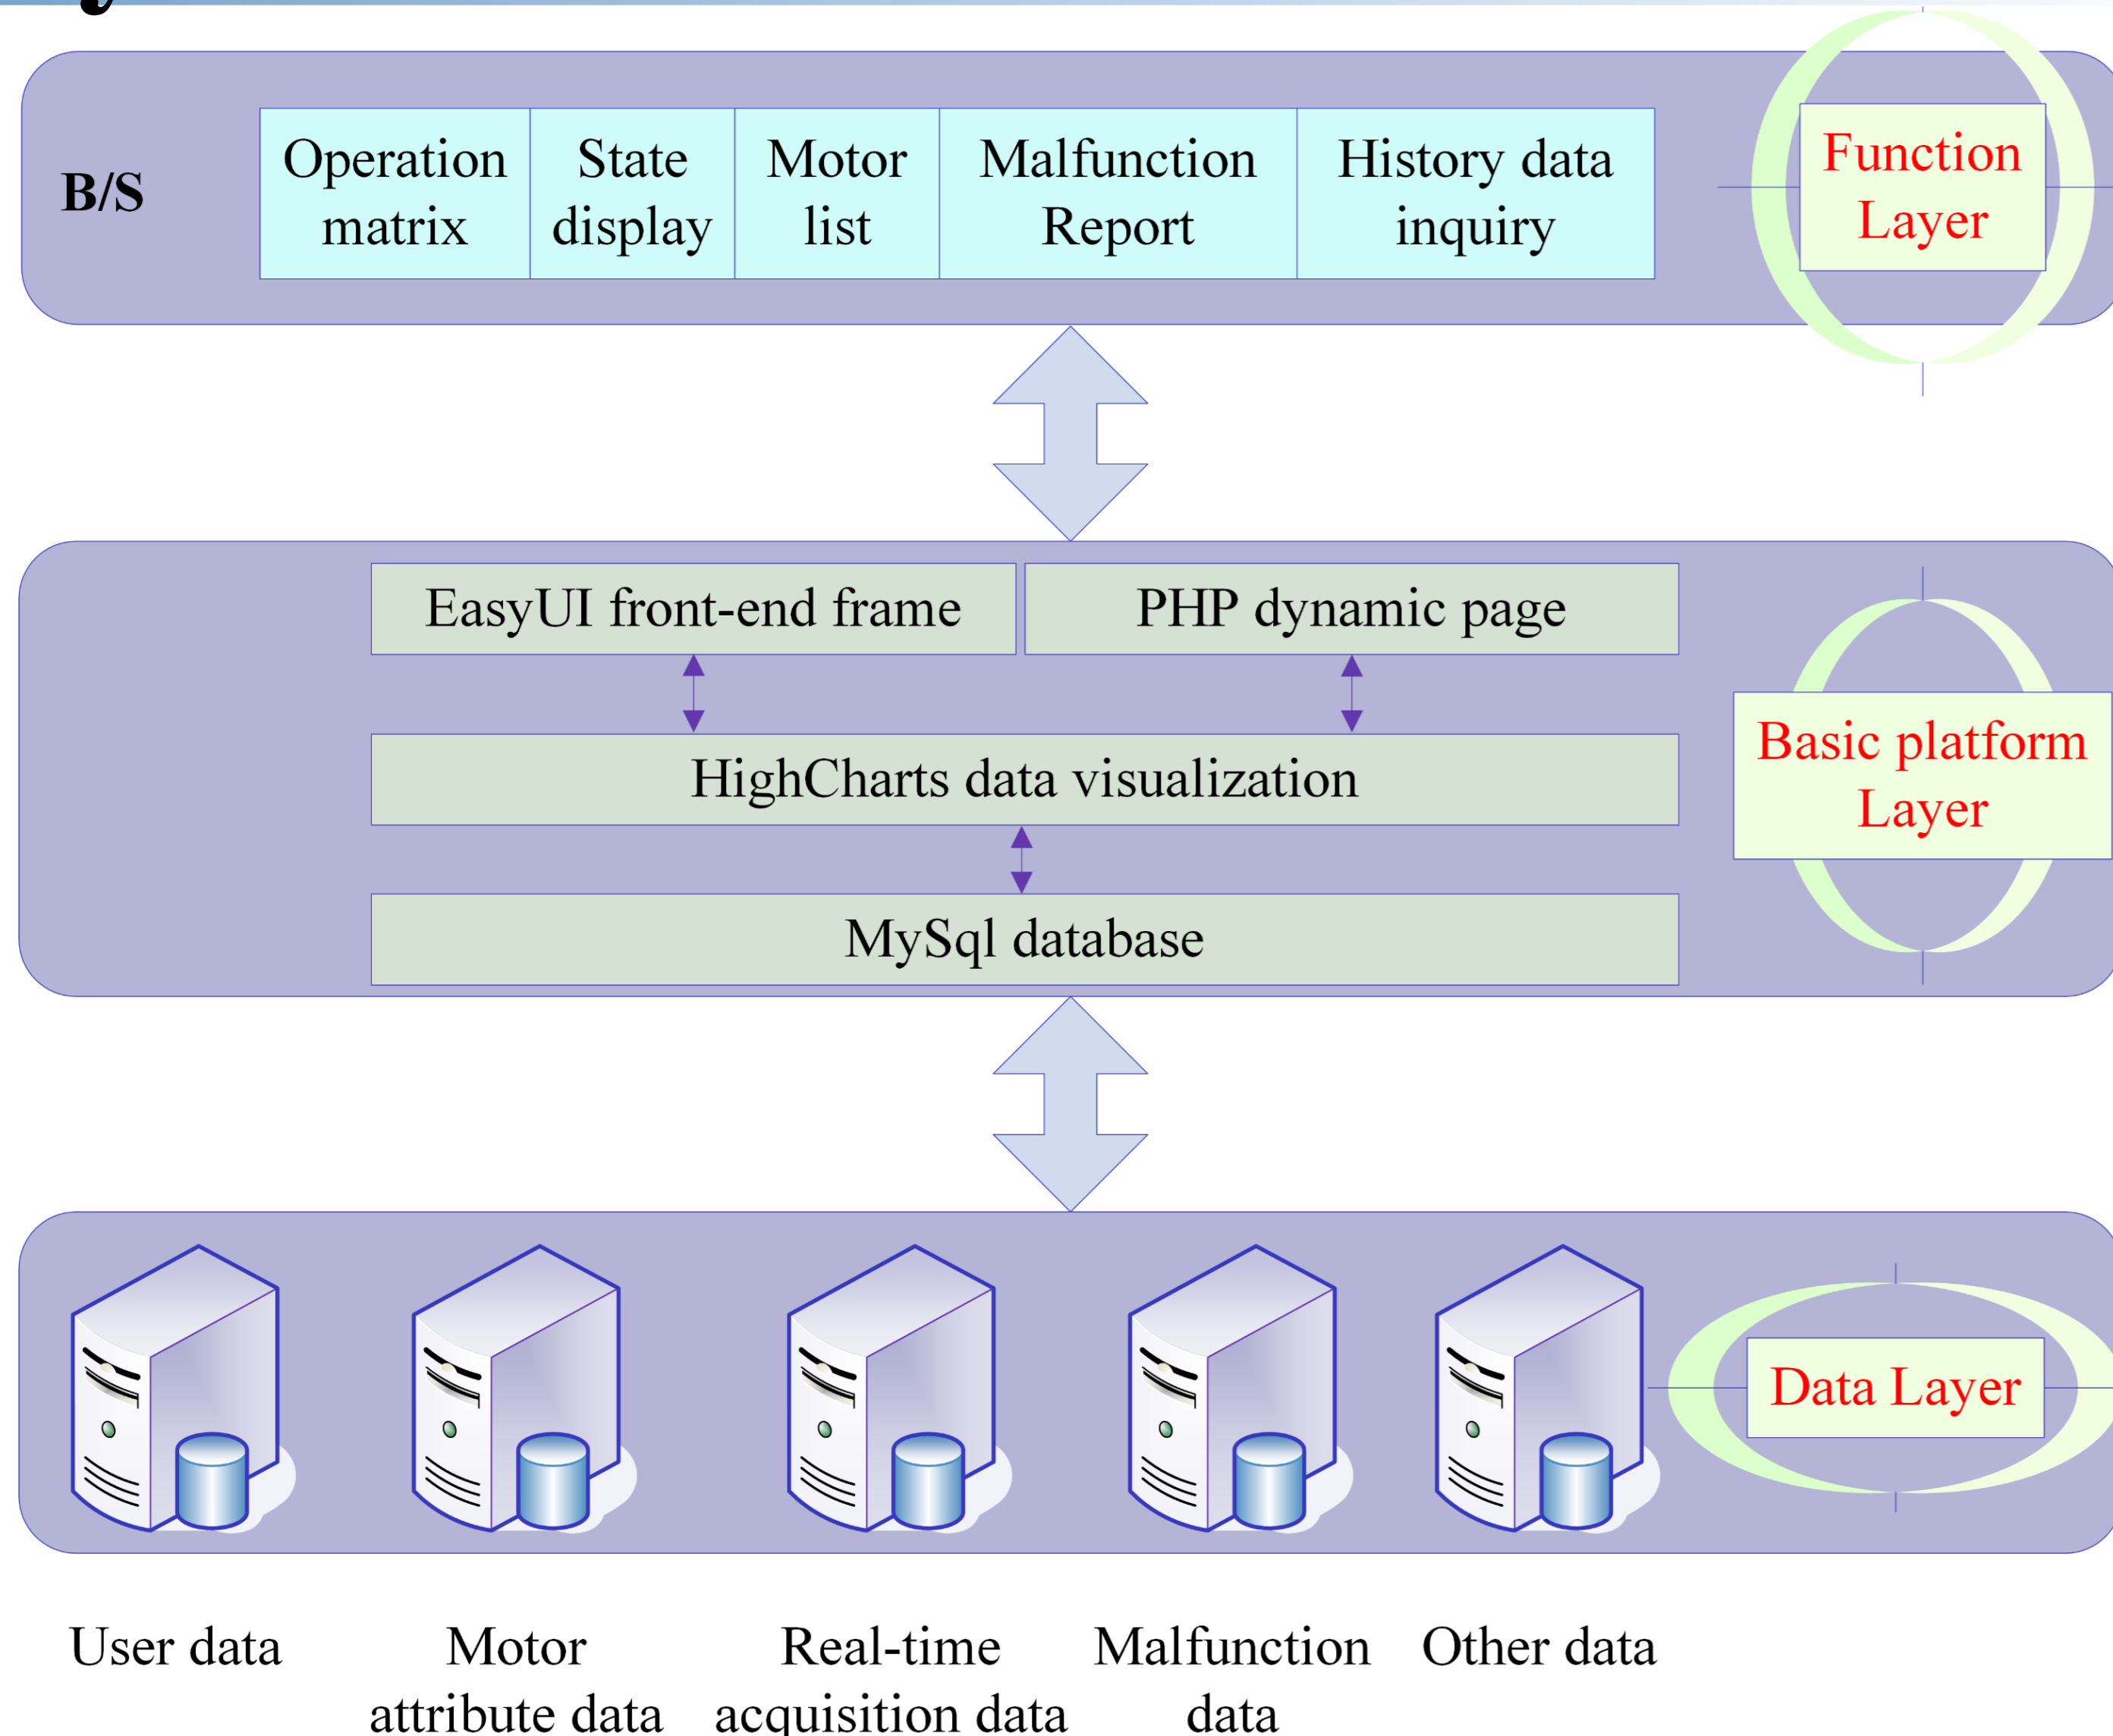 B/S
Operation
matrix
State
display
Motor
list
Malfunction
Report
History data
inquiry
Function
Layer
EasyUI front-end frame
PHP dynamic page
HighCharts data visualization
MySql database
Basic platform
Layer
Data Layer
User data
Motor
attribute data
Real-time
acquisition data
Malfunction
data
Other data